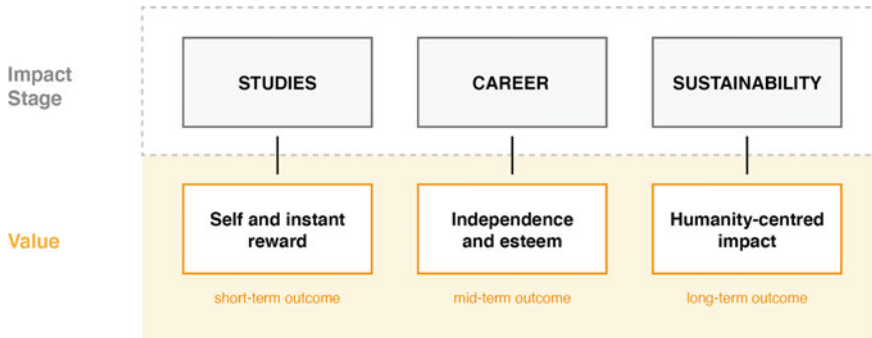 Impact
Stage
STUDIES
CAREER
SUSTAINABILITY
Value
Self and instant
reward
Independence
and esteem
Humanity-centred
impact
short-term outcome
mid-term outcome
long-term outcome